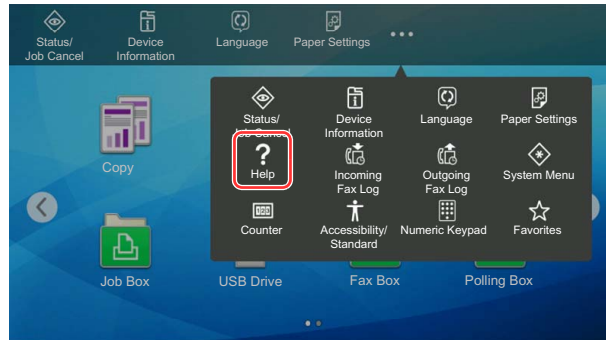 Status/
Job Cancel
Device
Information
Language
Paper Settings
Status/
Job Cancel
Device
Information
Language
Paper Settings
Help
Incoming
Fax Log
Outgoing
Fax Log
System Menu
Counter
Accessibility/
Standard
Numeric Keypad
Favorites
Copy
Job Box
USB Drive
Fax Box
Polling Box